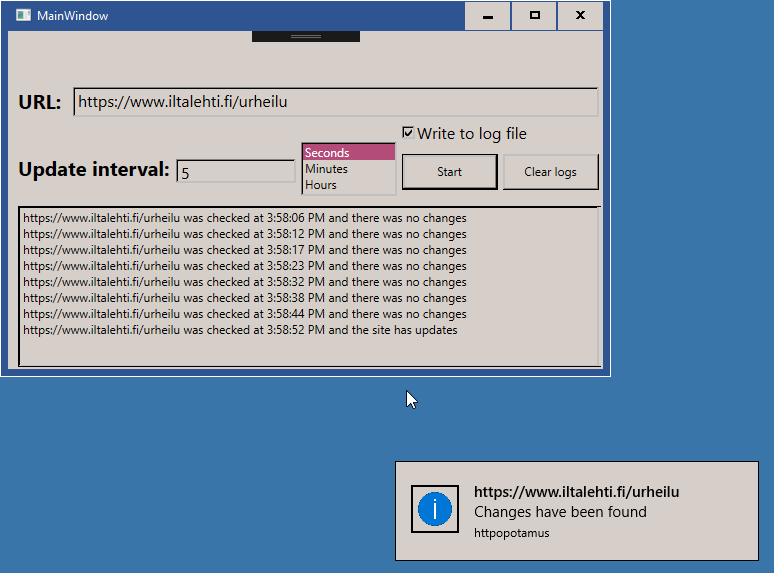 MainWindow
URL: https://www.iltalehti.fi/urheilu
Write to log file
Update interval: 5
Seconds
Minutes
Hours
Start
Clear logs
https://www.iltalehti.fi/urheilu was checked at 3:58:06 PM and there was no changes
https://www.iltalehti.fi/urheilu was checked at 3:58:12 PM and there was no changes
https://www.iltalehti.fi/urheilu was checked at 3:58:17 PM and there was no changes
https://www.iltalehti.fi/urheilu was checked at 3:58:23 PM and there was no changes
https://www.iltalehti.fi/urheilu was checked at 3:58:32 PM and there was no changes
https://www.iltalehti.fi/urheilu was checked at 3:58:38 PM and there was no changes
https://www.iltalehti.fi/urheilu was checked at 3:58:44 PM and there was no changes
https://www.iltalehti.fi/urheilu was checked at 3:58:52 PM and the site has updates
https://www.iltalehti.fi/urheilu
Changes have been found
httpopotamus